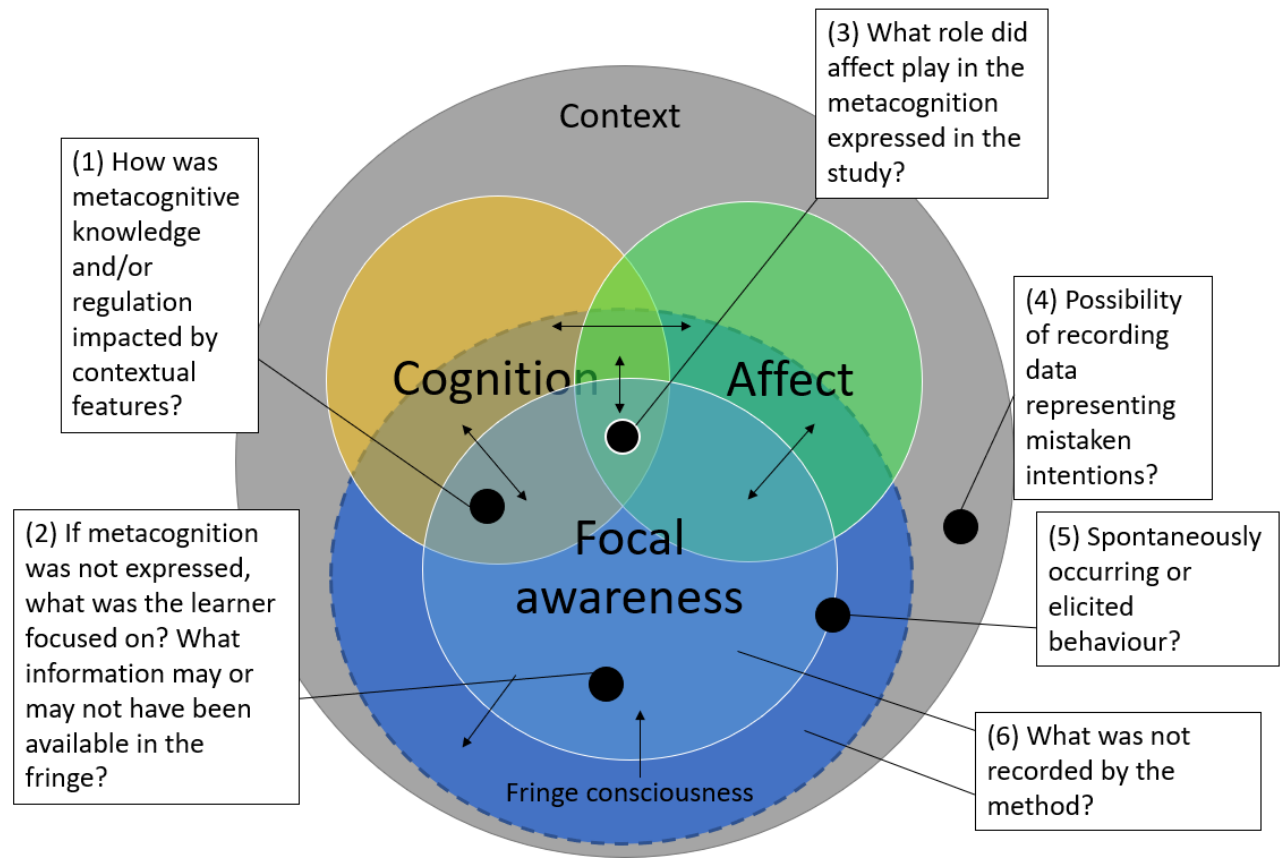 Context
(1) How was
metacognitive
knowledge
and/or
regulation
impacted by
contextual
features?
(2) If metacognition
was not expressed,
what was the learner
focused on? What
information may or
may not have been
available in the
fringe?
(3) What role did
affect play in the
metacognition
expressed in the
study?
(4) Possibility
of recording
data
representing
mistaken
intentions?
(5) Spontaneously
occurring or
elicited
behaviour?
(6) What was not
recorded by the
method?
Cognition
Affect
Focal
awareness
Fringe consciousness